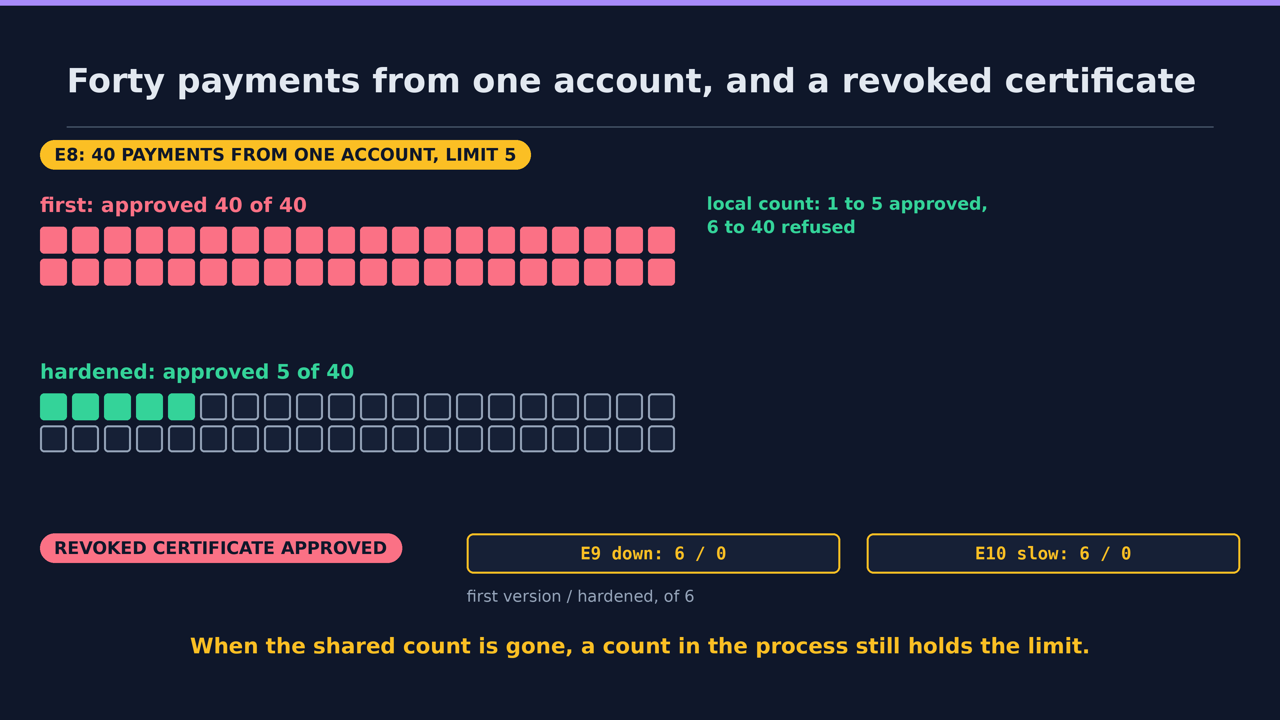 Forty payments from one account, and a revoked certificate
E8: 40 PAYMENTS FROM ONE ACCOUNT, LIMIT 5
first: approved 40 of 40
local count: 1 to 5 approved,
6 to 40 refused
hardened: approved 5 of 40
REVOKED CERTIFICATE APPROVED
E9 down: 6 / 0
E10 slow: 6 / 0
first version / hardened, of 6
When the shared count is gone, a count in the process still holds the limit.